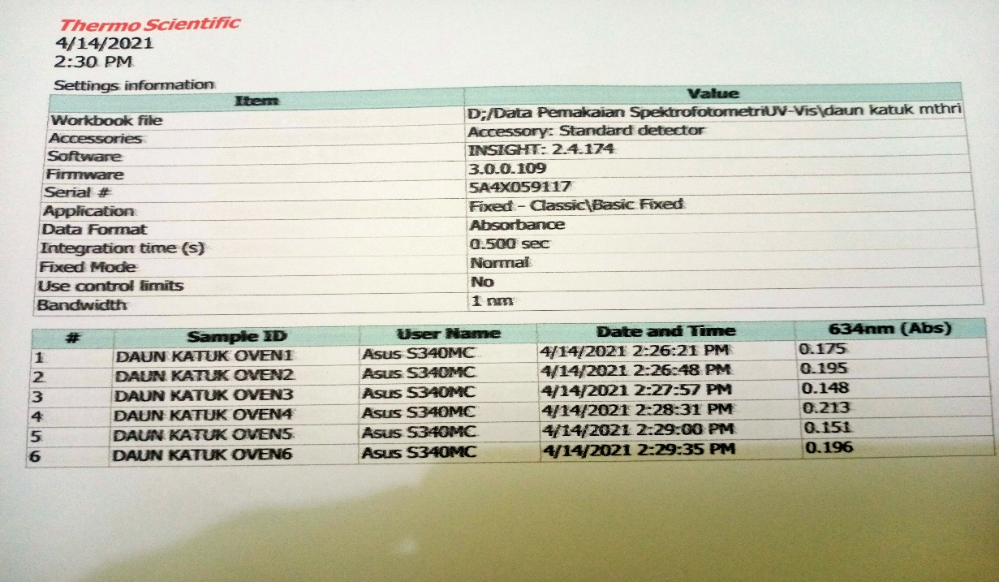 Thermo Scientific
4/14/2021
2:30 PM
Settings information
Item Value
Workbook file D;/Data Pemakaian SpektrofotometriUV-Vis\daun katuk mthri
Accessories Accessory: Standard detector
Software INSIGHT: 2.4.174
Firmware 3.0.0.109
Serial # 5A4X059117
Application Fixed - Classic\Basic Fixed
Data Format Absorbance
Integration time (s) 0.500 sec
Fixed Mode Normal
Use control limits No
Bandwidth 1 nm
# Sample ID User Name Date and Time 634nm (Abs)
1 DAUN KATUK OVEN1 Asus S340MC 4/14/2021 2:26:21 PM 0.175
2 DAUN KATUK OVEN2 Asus S340MC 4/14/2021 2:26:48 PM 0.195
3 DAUN KATUK OVEN3 Asus S340MC 4/14/2021 2:27:57 PM 0.148
4 DAUN KATUK OVEN4 Asus S340MC 4/14/2021 2:28:31 PM 0.213
5 DAUN KATUK OVEN5 Asus S340MC 4/14/2021 2:29:00 PM 0.151
6 DAUN KATUK OVEN6 Asus S340MC 4/14/2021 2:29:35 PM 0.196